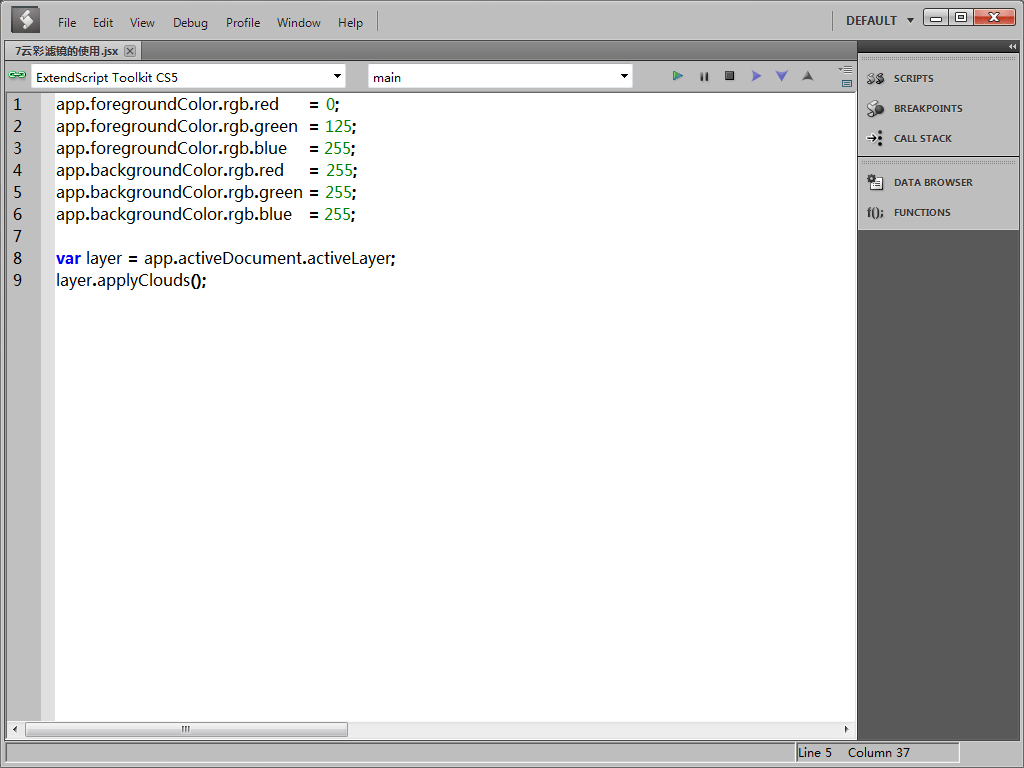 File Edit View Debug Profile Window Help DEFAULT
7云彩滤镜的使用.jsx
ExtendScript Toolkit CS5 main
SCRIPTS
BREAKPOINTS
CALL STACK
DATA BROWSER
f(); FUNCTIONS
1 app.foregroundColor.rgb.red = 0;
2 app.foregroundColor.rgb.green = 125;
3 app.foregroundColor.rgb.blue = 255;
4 app.backgroundColor.rgb.red = 255;
5 app.backgroundColor.rgb.green = 255;
6 app.backgroundColor.rgb.blue = 255;
7
8 var layer = app.activeDocument.activeLayer;
9 layer.applyClouds();
Line 5 Column 37